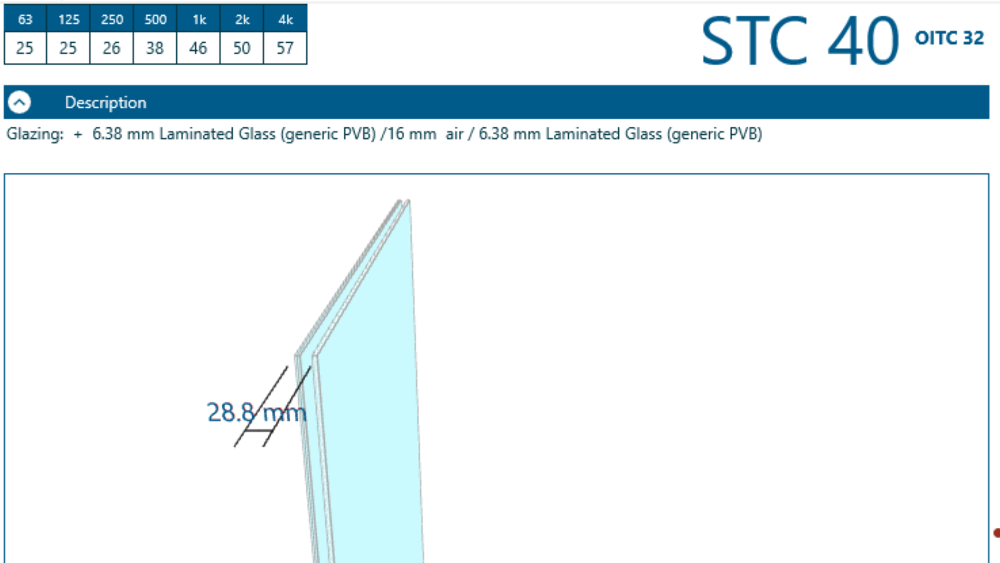 63 125 250 500 1k 2k 4k
25 25 26 38 46 50 57
STC 40 OITC 32
Description
Glazing: + 6.38 mm Laminated Glass (generic PVB) /16 mm air / 6.38 mm Laminated Glass (generic PVB)
28.8 mm